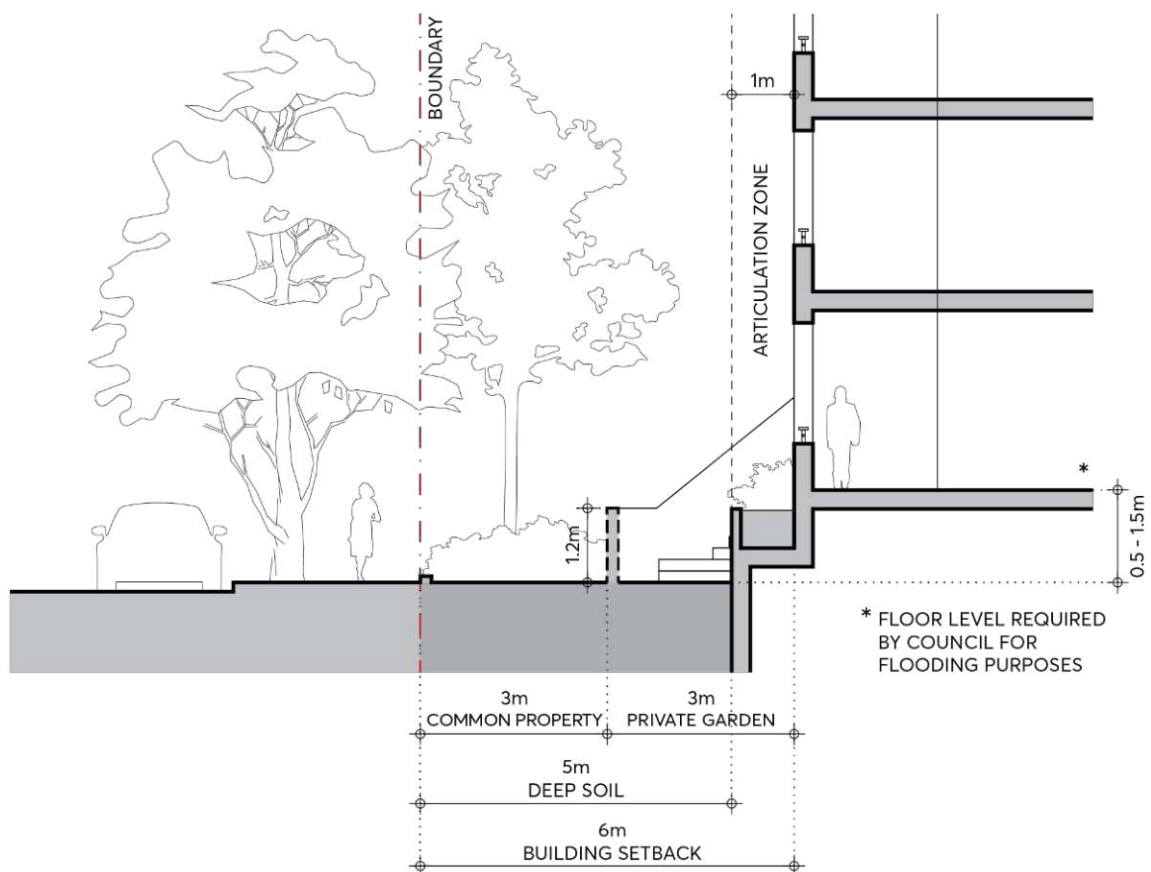 BOUNDARY
1m
ARTICULATION ZONE
1.2m
*
0.5 - 1.5m
* FLOOR LEVEL REQUIRED
BY COUNCIL FOR
FLOODING PURPOSES
3m
COMMON PROPERTY
3m
PRIVATE GARDEN
5m
DEEP SOIL
6m
BUILDING SETBACK